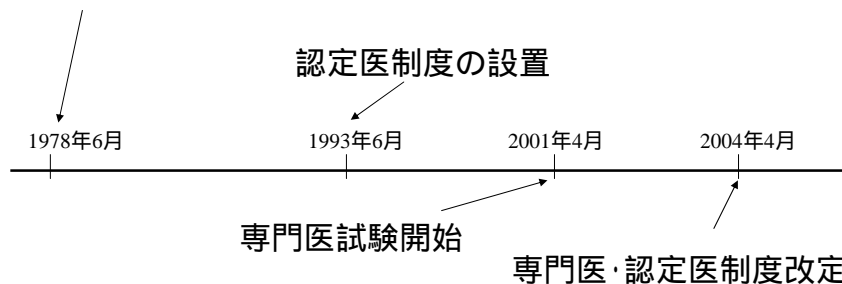 認定医制度の設置
1978年6月
1993年6月
2001年4月
2004年4月
専門医試験開始
専門医・認定医制度改定